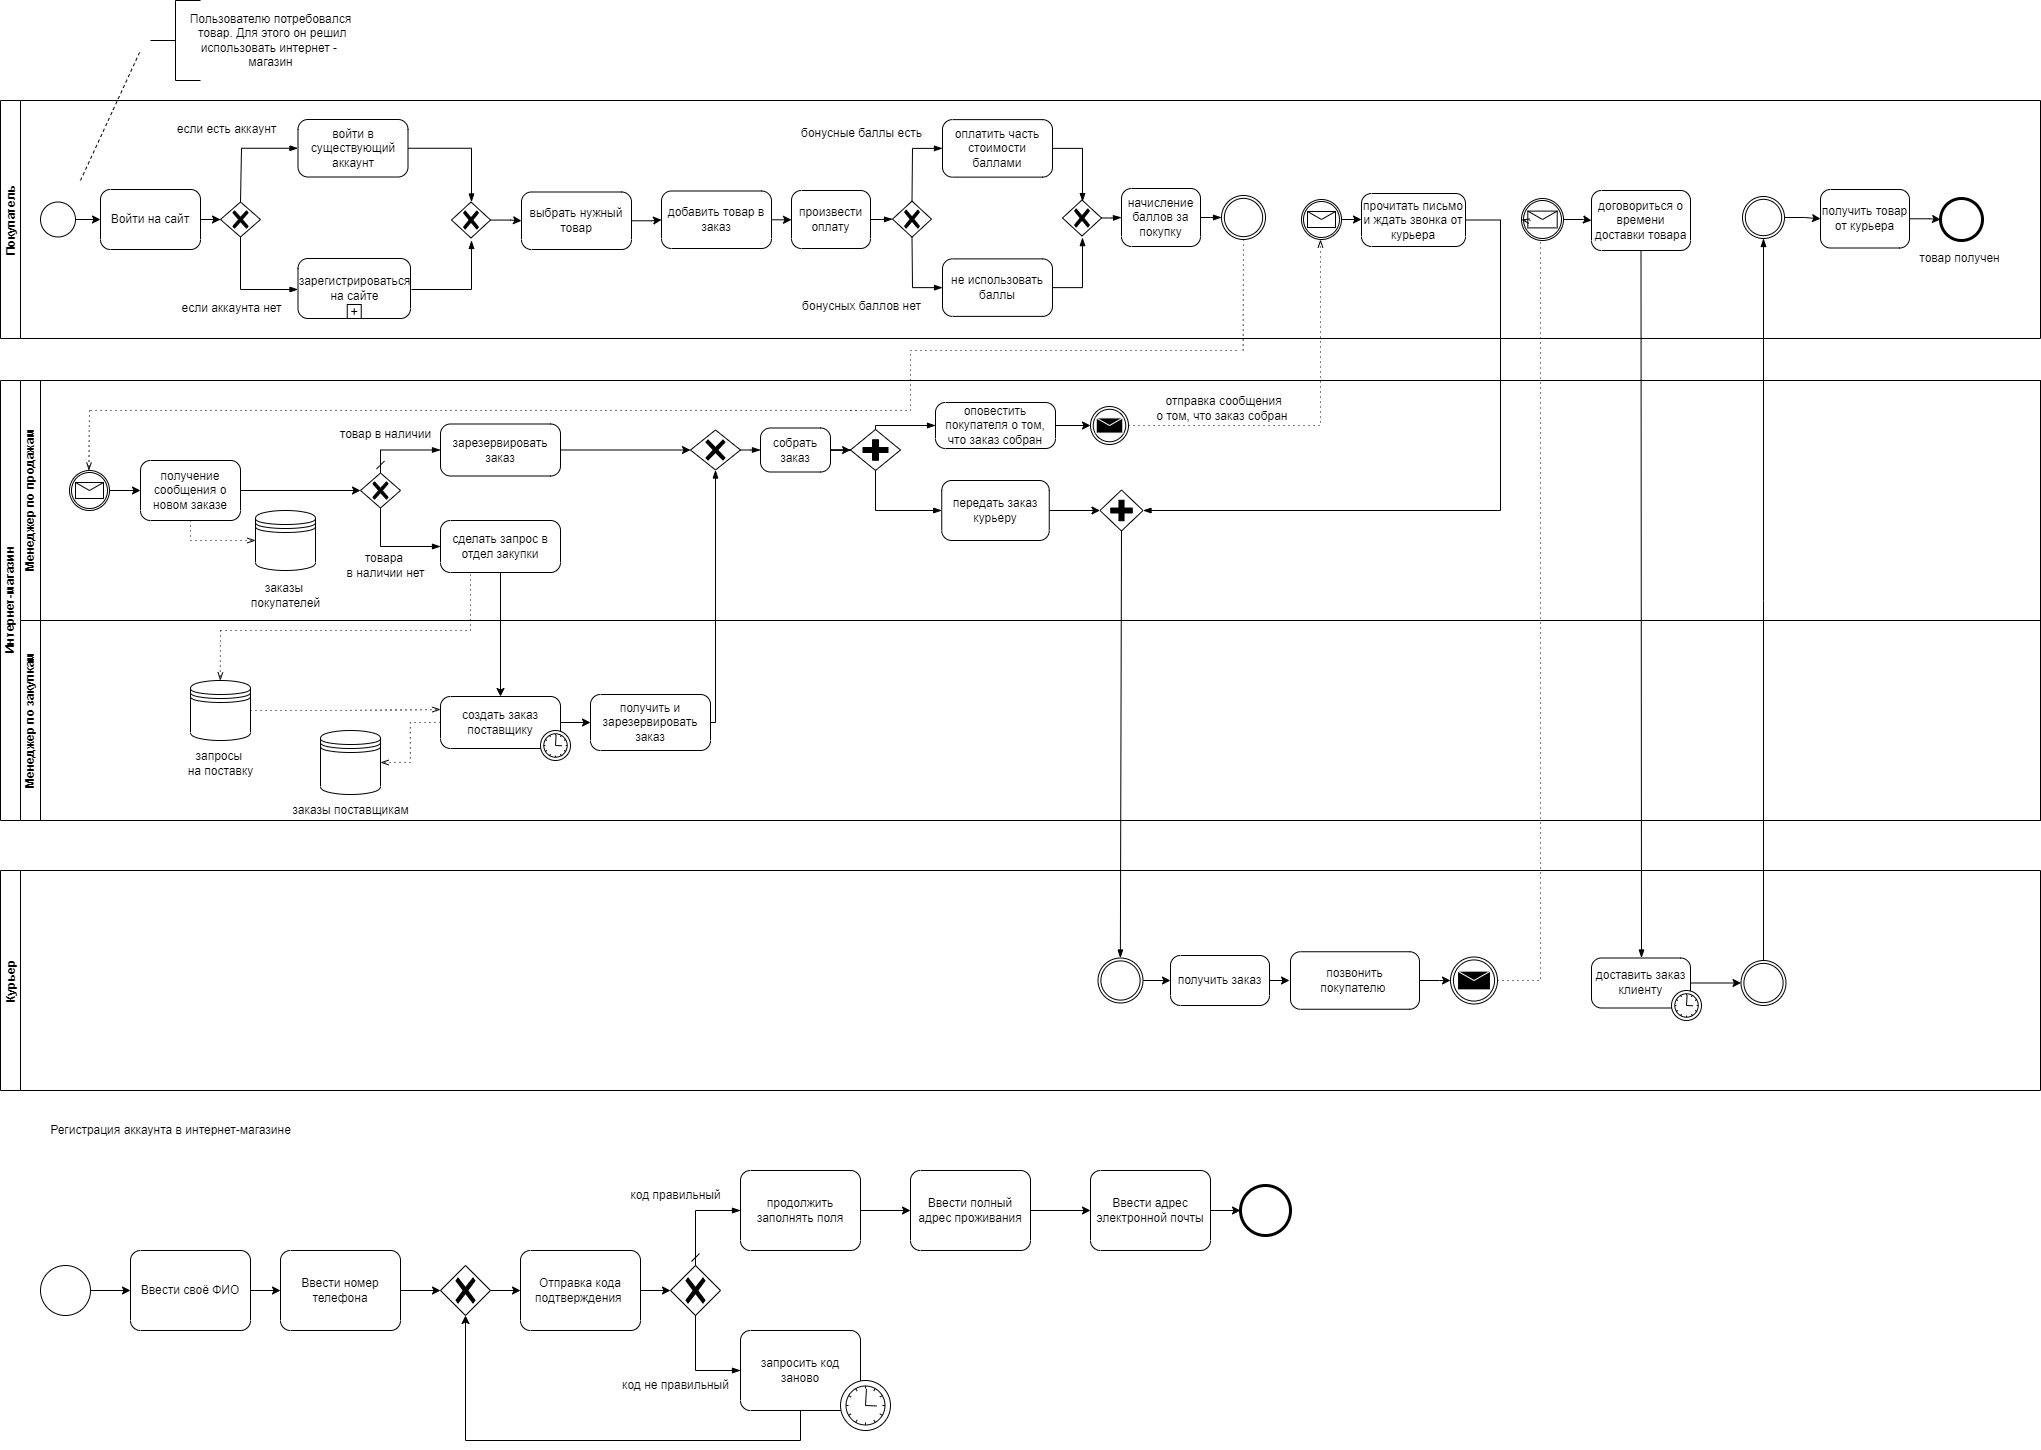 Пользователю потребовался
товар. Для этого он решил
использовать интернет -
магазин
Покупатель
Войти на сайт
если есть аккаунт
войти в
существующий
аккаунт
если аккаунта нет
зарегистрироваться
на сайте
выбрать нужный
товар
добавить товар в
заказ
произвести
оплату
бонусные баллы есть
оплатить часть
стоимости
баллами
бонусных баллов нет
не использовать
баллы
начисление
баллов за
покупку
прочитать письмо
и ждать звонка от
курьера
договориться о
времени
доставки товара
получить товар
от курьера
товар получен
Интернет-магазин
Менеджер по продажам
получение
сообщения о
новом заказе
заказы
покупателей
товар в наличии
зарезервировать
заказ
товара
в наличии нет
сделать запрос в
отдел закупки
собрать
заказ
оповестить
покупателя о том,
что заказ собран
отправка сообщения
о том, что заказ собран
передать заказ
курьеру
Менеджер по закупкам
запросы
на поставку
заказы поставщикам
создать заказ
поставщику
получить и
зарезервировать
заказ
Курьер
получить заказ
позвонить
покупателю
доставить заказ
клиенту
Регистрация аккаунта в интернет-магазине
Ввести своё ФИО
Ввести номер
телефона
Отправка кода
подтверждения
код правильный
продолжить
заполнять поля
Ввести полный
адрес проживания
Ввести адрес
электронной почты
код не правильный
запросить код
заново